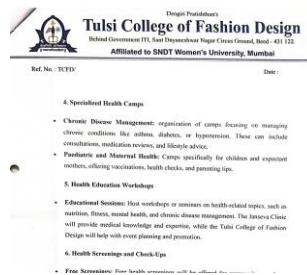 Deogiri Pratishthan's
Tulsi College of Fashion Design
Behind Government ITI, Sant Dnyaneshwar Nagar Circus Ground, Beed - 431 122.
Affiliated to SNDT Women's University, Mumbai
Ref. No. : TCFD/ Date :
4. Specialized Health Camps
• Chronic Disease Management: organization of camps focusing on managing
chronic conditions like asthma, diabetes, or hypertension. These can include
consultations, medication reviews, and lifestyle advice.
• Paediatric and Maternal Health: Camps specifically for children and expectant
mothers, offering vaccinations, health checks, and parenting tips.
5. Health Education Workshops
• Educational Sessions: Host workshops or seminars on health-related topics, such as
nutrition, fitness, mental health, and chronic disease management. The Janseva Clinic
will provide medical knowledge and expertise, while the Tulsi College of Fashion
Design will help with event planning and promotion.
6. Health Screenings and Check-Ups
• Free Screenings: Free health screenings will be offered for